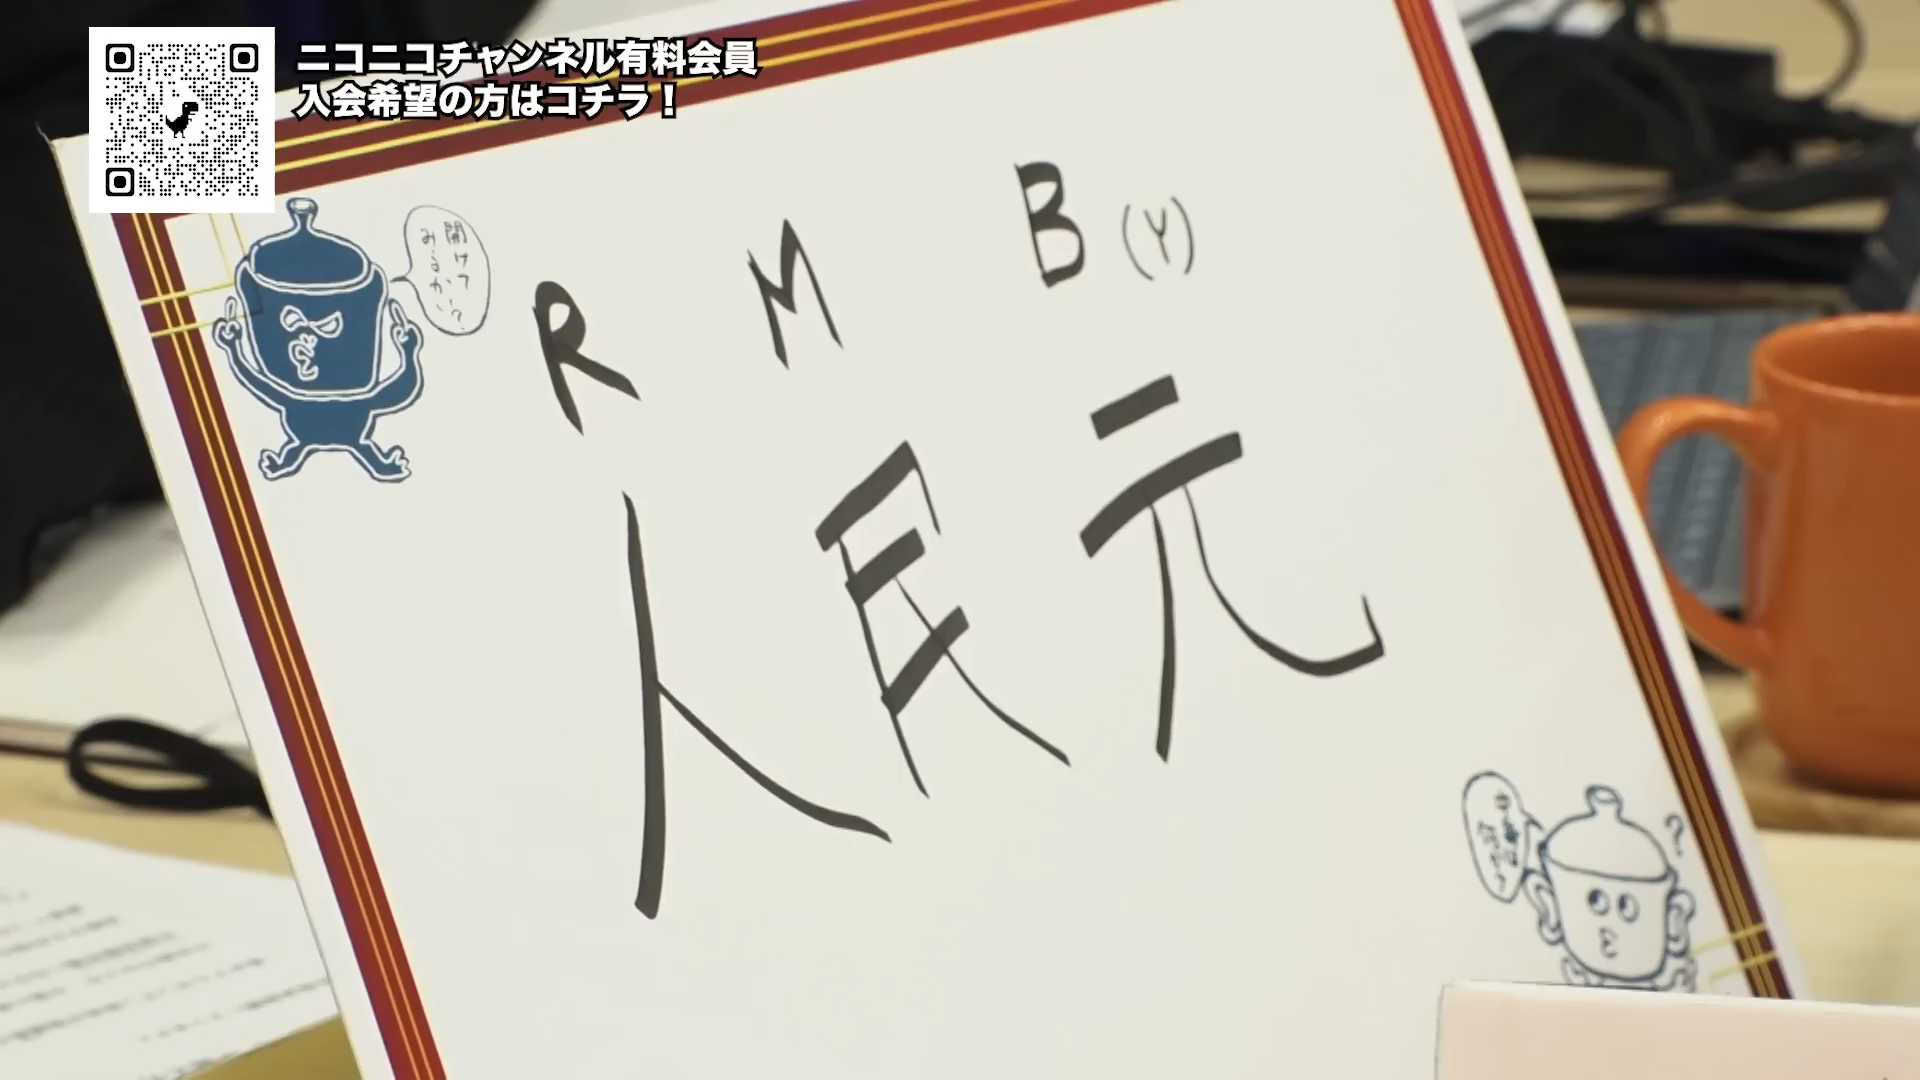 ニコニコチャンネル有料会員
入会希望の方はコチラ！
開けて
みるかい？
R M B (Y)
人民元